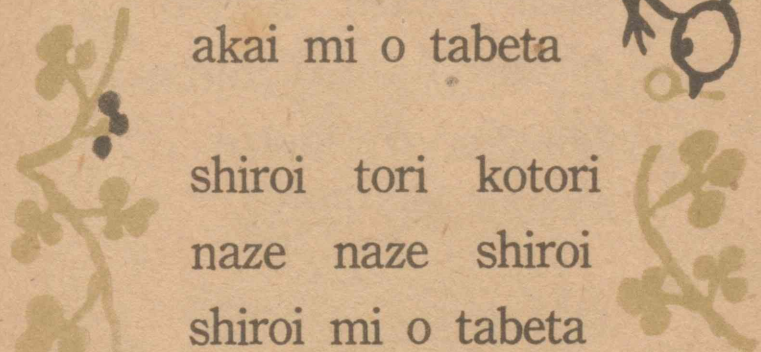 akai mi o tabeta
shiroi tori kotori
naze naze shiroi
shiroi mi o tabeta